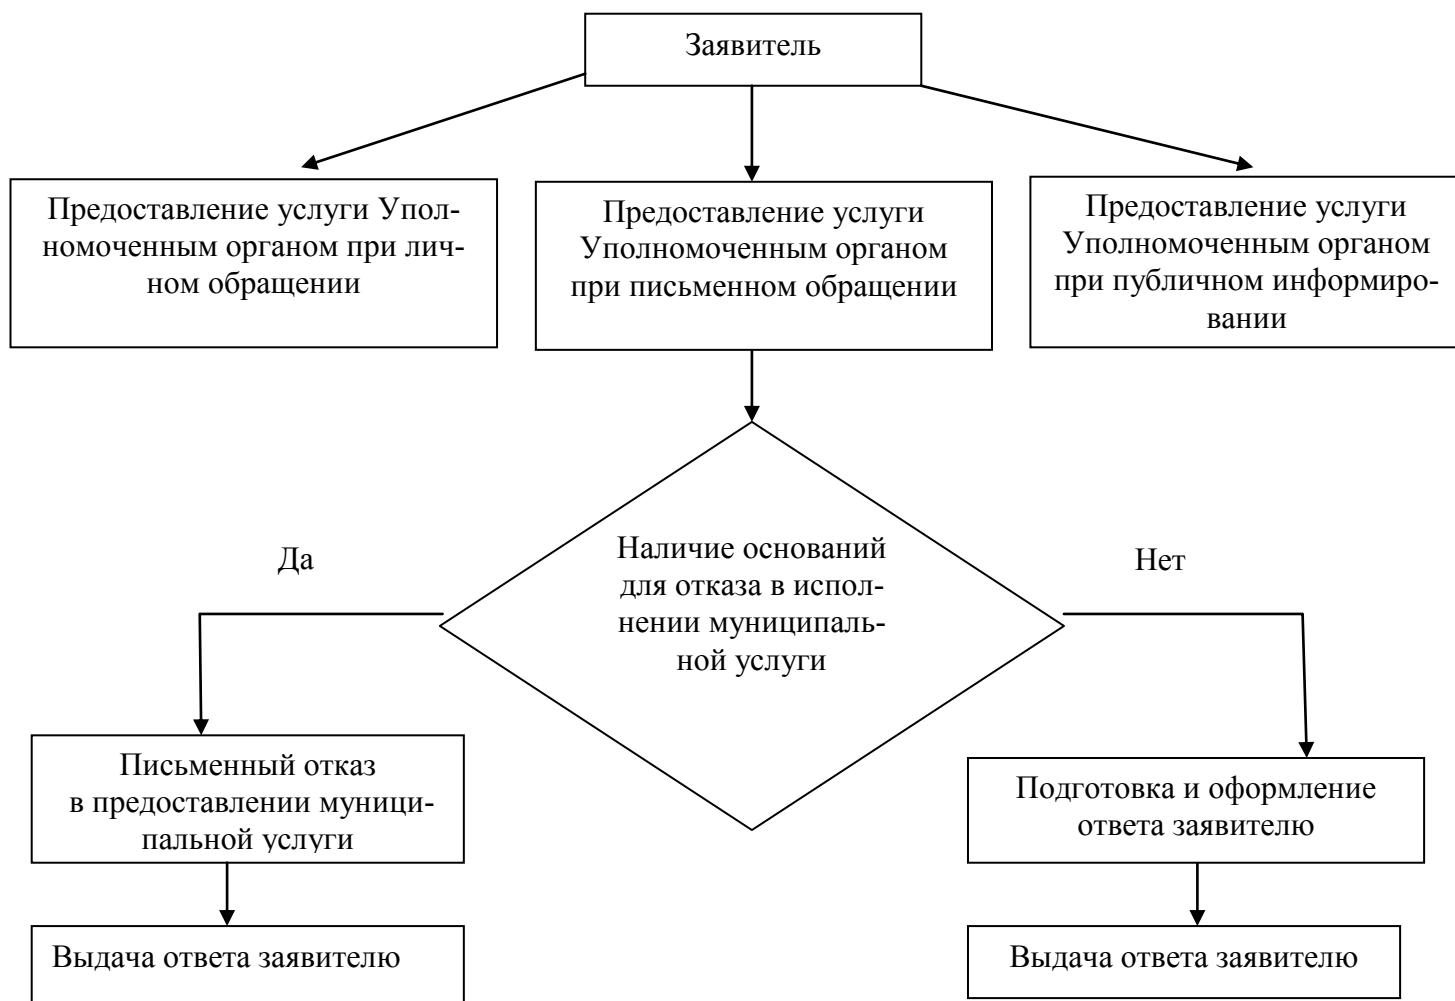 Заявитель
Предоставление услуги Упол-
номоченным органом при лич-
ном обращении
Предоставление услуги
Уполномоченным органом
при письменном обращении
Предоставление услуги
Уполномоченным органом
при публичном информиро-
вании
Наличие оснований
для отказа в испол-
нении муниципаль-
ной услуги
Да
Нет
Письменный отказ
в предоставлении муници-
пальной услуги
Подготовка и оформление
ответа заявителю
Выдача ответа заявителю
Выдача ответа заявителю